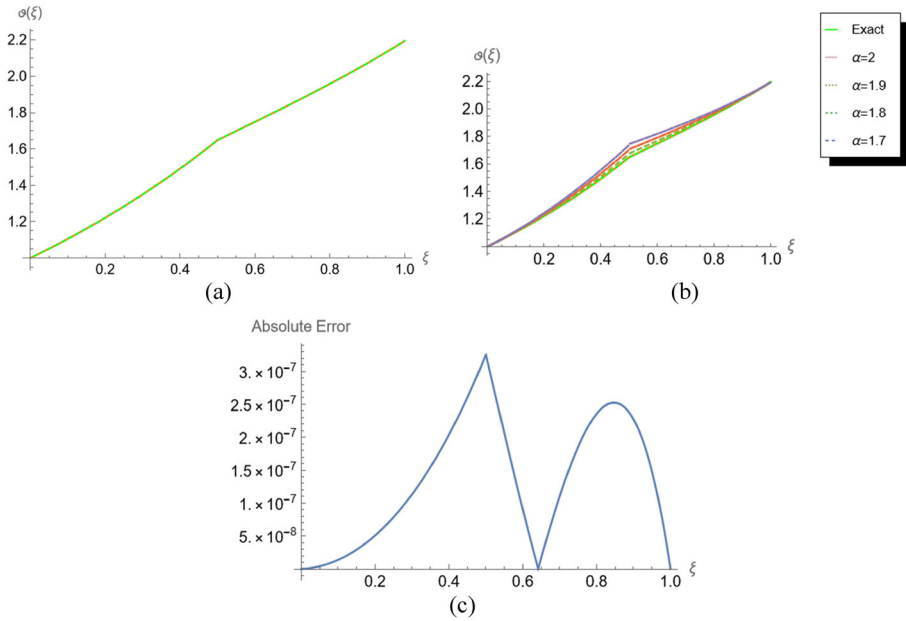 𝜗(ξ)
2.2
2.0
1.8
1.6
1.4
1.2
0.2 0.4 0.6 0.8 1.0 ξ
(a)
𝜗(ξ)
2.2
2.0
1.8
1.6
1.4
1.2
0.2 0.4 0.6 0.8 1.0 ξ
(b)
Exact
α=2
α=1.9
α=1.8
α=1.7
Absolute Error
3. × 10⁻⁷
2.5 × 10⁻⁷
2. × 10⁻⁷
1.5 × 10⁻⁷
1. × 10⁻⁷
5. × 10⁻⁸
0.2 0.4 0.6 0.8 1.0 ξ
(c)